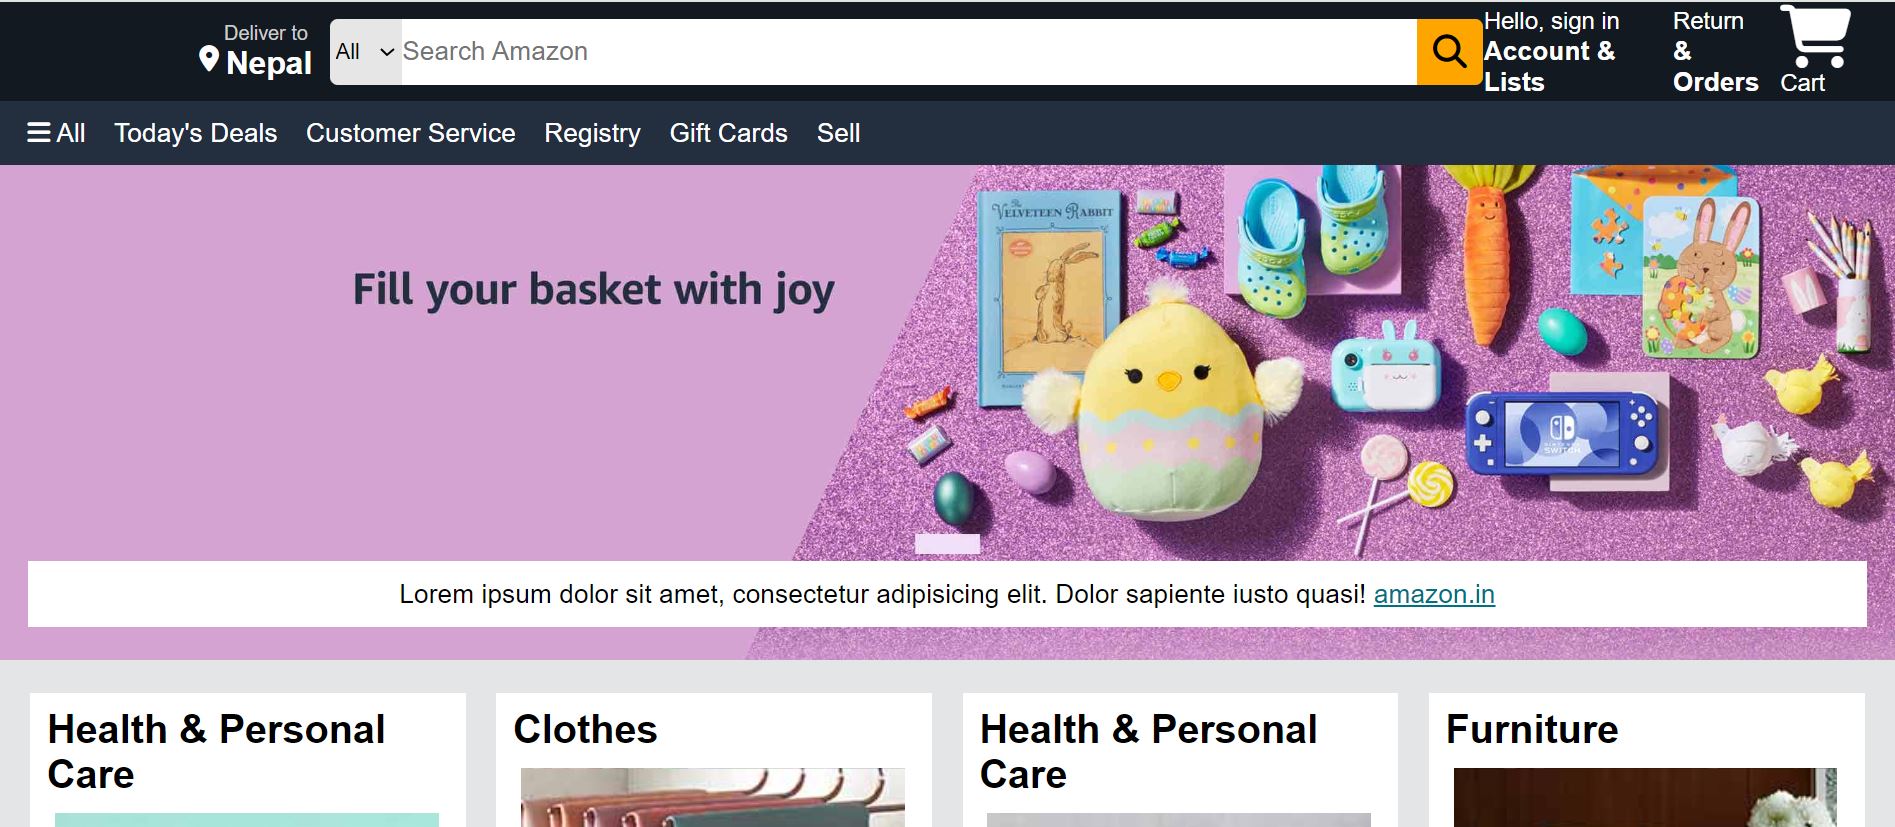 Deliver to
Nepal
All
Search Amazon
Hello, sign in
Account &
Lists
Return
&
Orders
Cart
All
Today's Deals
Customer Service
Registry
Gift Cards
Sell
Fill your basket with joy
The
VELVETEEN RABBIT
NINTENDO
SWITCH
Lorem ipsum dolor sit amet, consectetur adipisicing elit. Dolor sapiente iusto quasi! amazon.in
Health & Personal
Care
Clothes
Health & Personal
Care
Furniture